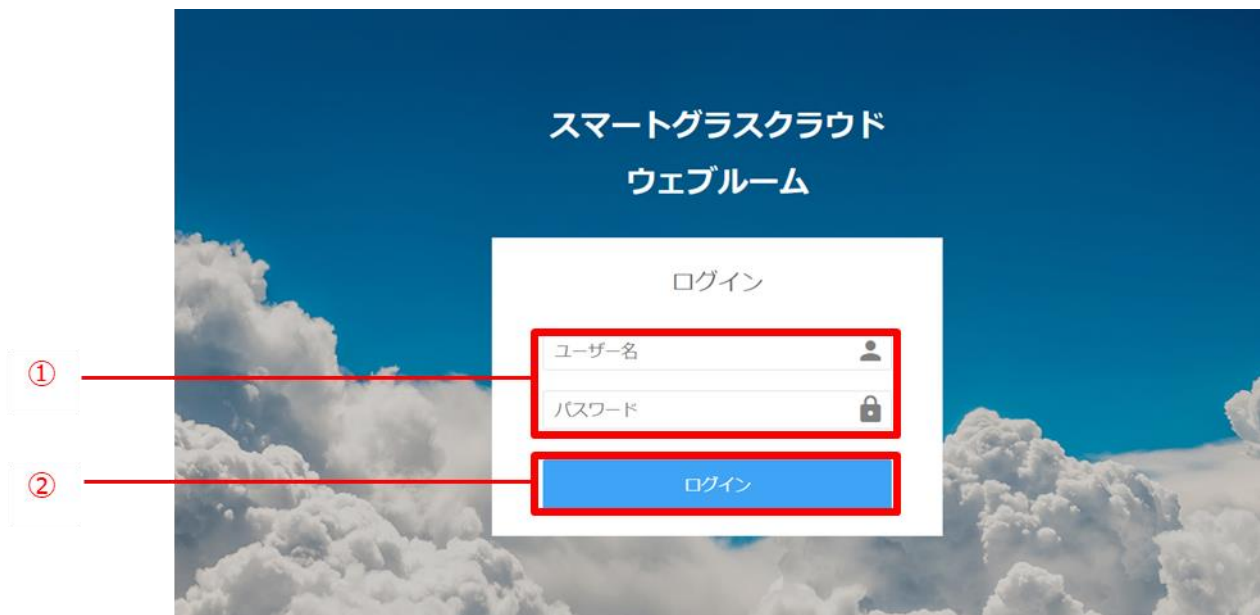 スマートグラスクラウド
ウェブルーム
ログイン
ユーザー名
①
パスワード
②
ログイン